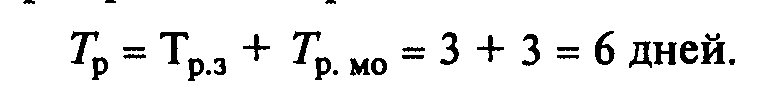 Tр = Tр.з + Tр. мо = 3 + 3 = 6 дней.